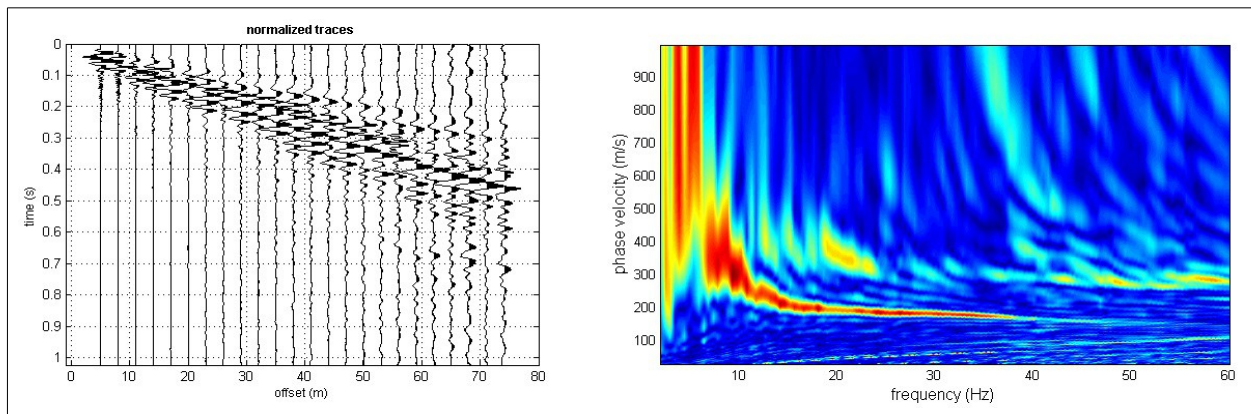 normalized traces
time (s)
0
0.1
0.2
0.3
0.4
0.5
0.6
0.7
0.8
0.9
1
0 10 20 30 40 50 60 70 80
offset (m)
phase velocity (m/s)
900
800
700
600
500
400
300
200
100
10 20 30 40 50 60
frequency (Hz)